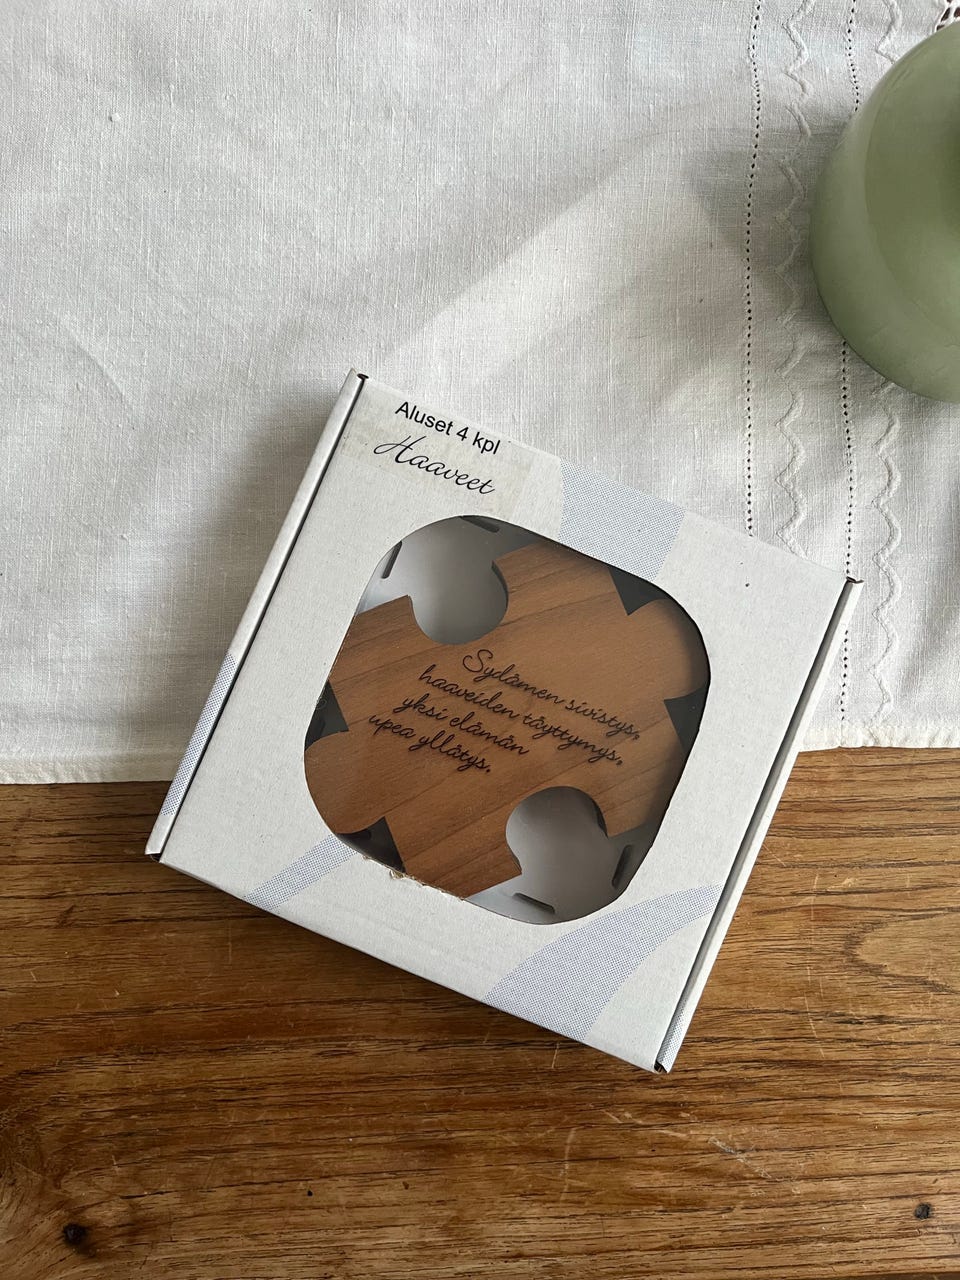 Aluset 4 kpl
Haaveet
Sydämen sivistys,
haaveiden täyttymys,
yksi elämän
upea yllätys.